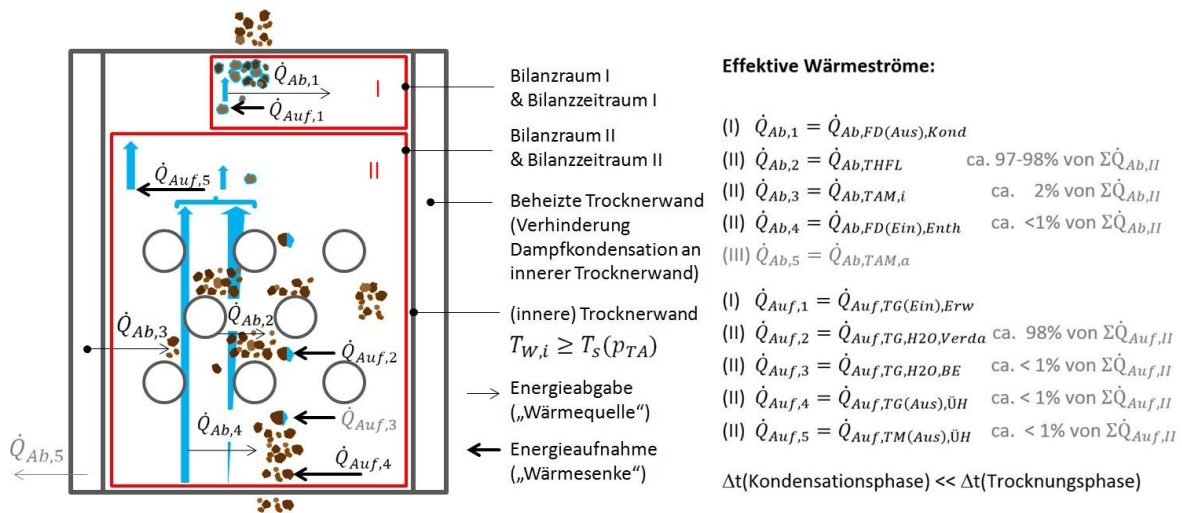 Q̇Ab,1
I
Q̇Auf,1
II
Q̇Auf,5
Q̇Ab,3
Q̇Ab,2
Q̇Auf,2
Q̇Ab,4
Q̇Auf,3
Q̇Auf,4
Q̇Ab,5
Bilanzraum I
& Bilanzzeitraum I
Bilanzraum II
& Bilanzzeitraum II
Beheizte Trocknerwand
(Verhinderung
Dampfkondensation an
innerer Trocknerwand)
(innere) Trocknerwand
TW,i ≥ Ts(pTA)
Energieabgabe
(„Wärmequelle“)
Energieaufnahme
(„Wärmesenke“)
Effektive Wärmeströme:
(I) Q̇Ab,1 = Q̇Ab,FD(Aus),Kond
(II) Q̇Ab,2 = Q̇Ab,THFL ca. 97-98% von ΣQ̇Ab,II
(II) Q̇Ab,3 = Q̇Ab,TAM,i ca. 2% von ΣQ̇Ab,II
(II) Q̇Ab,4 = Q̇Ab,FD(Ein),Enth ca. <1% von ΣQ̇Ab,II
(III) Q̇Ab,5 = Q̇Ab,TAM,a
(I) Q̇Auf,1 = Q̇Auf,TG(Ein),Erw
(II) Q̇Auf,2 = Q̇Auf,TG,H2O,Verda ca. 98% von ΣQ̇Auf,II
(II) Q̇Auf,3 = Q̇Auf,TG,H2O,BE ca. < 1% von ΣQ̇Auf,II
(II) Q̇Auf,4 = Q̇Auf,TG(Aus),ÜH ca. < 1% von ΣQ̇Auf,II
(II) Q̇Auf,5 = Q̇Auf,TM(Aus),ÜH ca. < 1% von ΣQ̇Auf,II
Δt(Kondensationsphase) << Δt(Trocknungsphase)